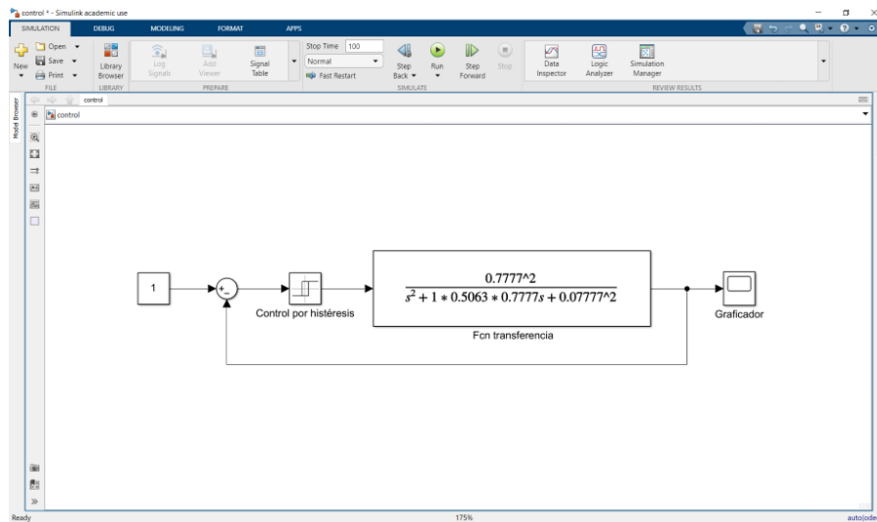 control * - Simulink academic use
SIMULATION DEBUG MODELING FORMAT APPS
New
Open
Save
Print
FILE
Library
Browser
LIBRARY
Log
Signals
Add
Viewer
Signal
Table
PREPARE
Stop Time 100
Normal
Fast Restart
Step
Back
Run
Step
Forward
Stop
SIMULATE
Data
Inspector
Logic
Analyzer
Simulation
Manager
REVIEW RESULTS
Model Browser
control
control
1
+
-
Control por histéresis
0.7777^2
s² + 1 * 0.5063 * 0.7777s + 0.07777^2
Fcn transferencia
Graficador
Ready 175%